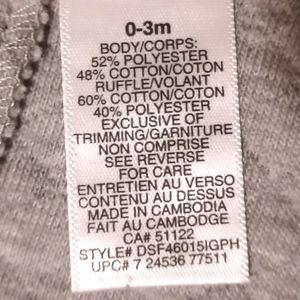 0-3m
BODY/CORPS:
52% POLYESTER
48% COTTON/COTON
RUFFLE/VOLANT
60% COTTON/COTON
40% POLYESTER
EXCLUSIVE OF
TRIMMING/GARNITURE
NON COMPRISE
SEE REVERSE
FOR CARE
ENTRETIEN AU VERSO
CONTENU AU DESSUS
MADE IN CAMBODIA
FAIT AU CAMBODGE
CA# 51122
STYLE# DSF46015IGPH
UPC# 7 24536 77511